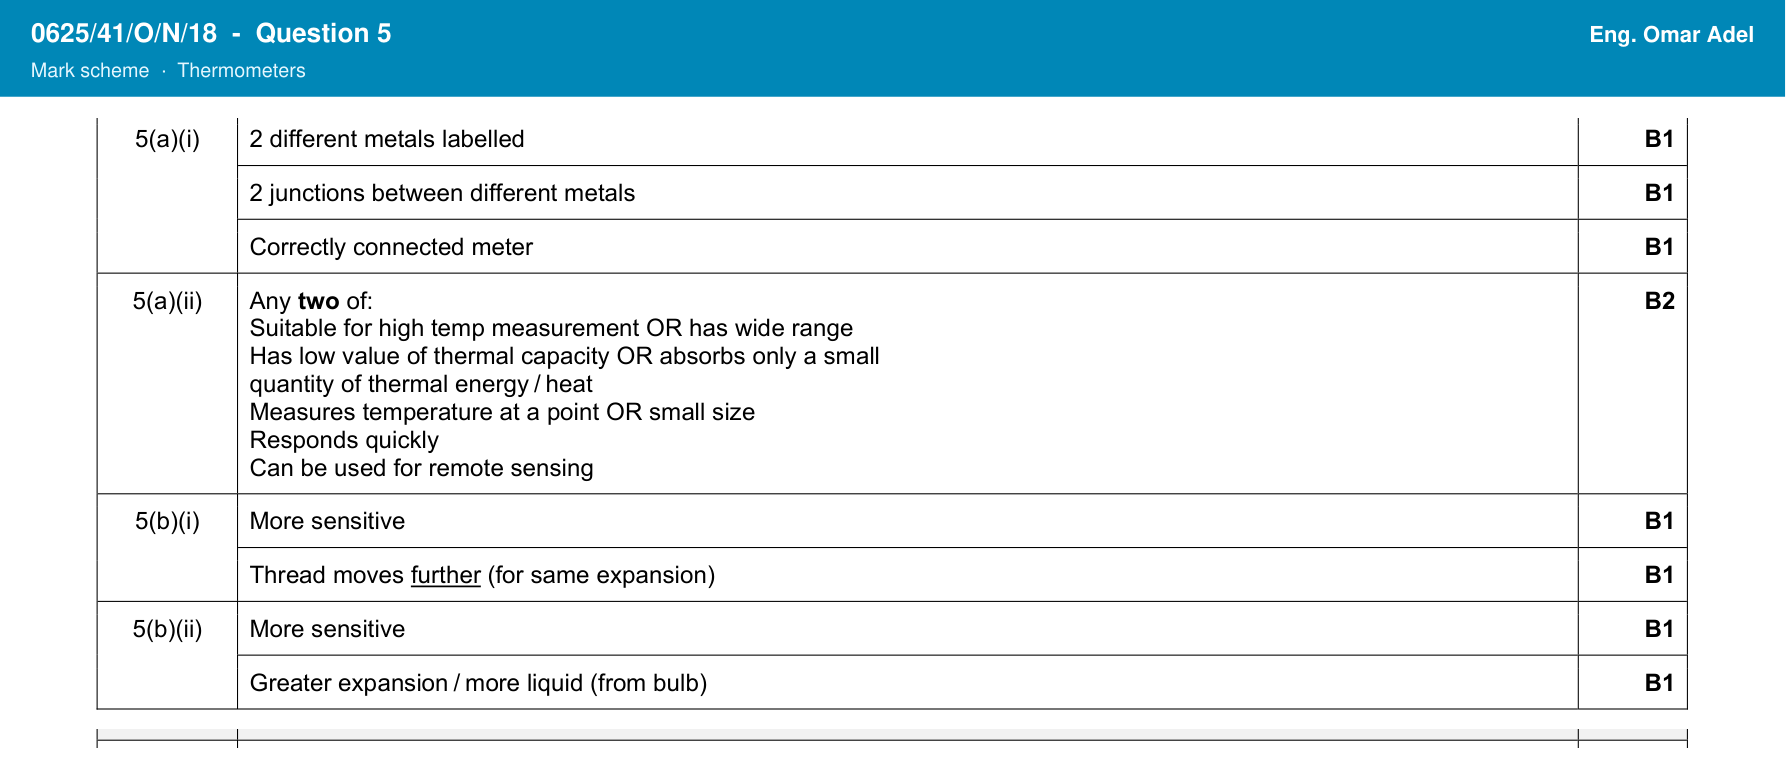 0625/41/O/N/18 - Question 5
Eng. Omar Adel
Mark scheme · Thermometers
5(a)(i) 2 different metals labelled B1
2 junctions between different metals B1
Correctly connected meter B1
5(a)(ii) Any two of: B2
Suitable for high temp measurement OR has wide range
Has low value of thermal capacity OR absorbs only a small
quantity of thermal energy / heat
Measures temperature at a point OR small size
Responds quickly
Can be used for remote sensing
5(b)(i) More sensitive B1
Thread moves further (for same expansion) B1
5(b)(ii) More sensitive B1
Greater expansion / more liquid (from bulb) B1